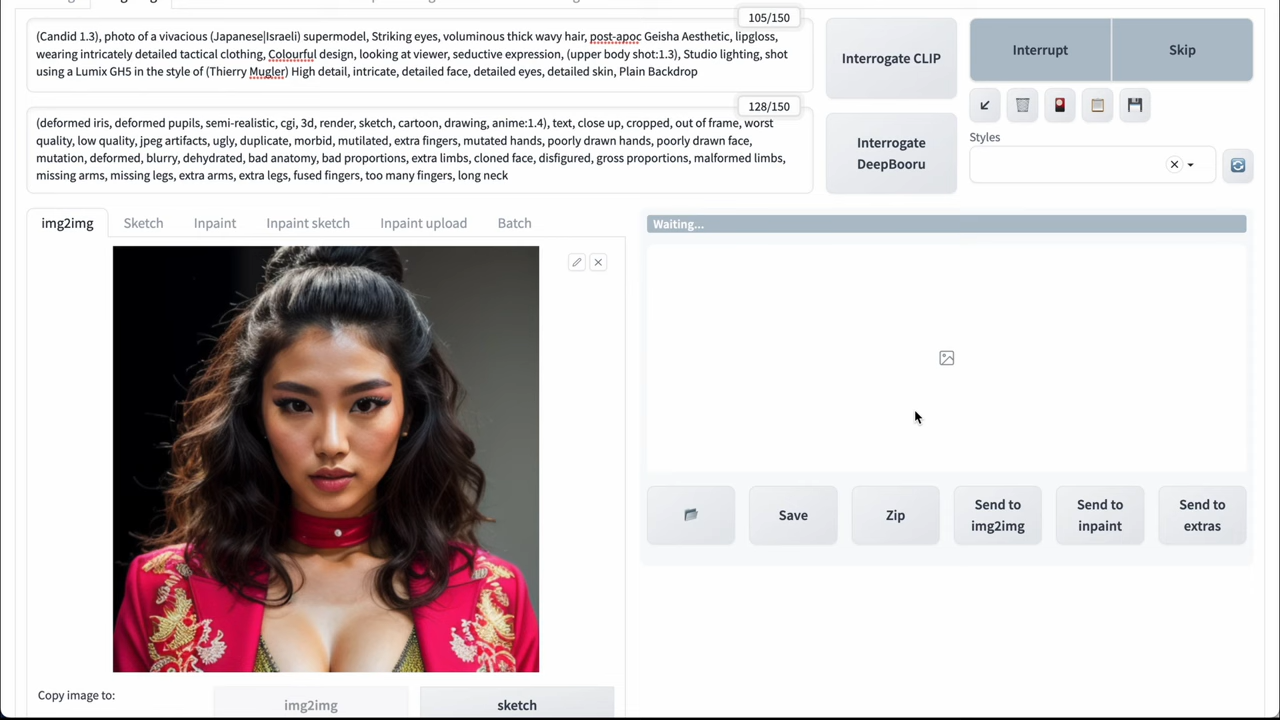 105/150
(Candid 1.3), photo of a vivacious (Japanese|Israeli) supermodel, Striking eyes, voluminous thick wavy hair, post-apoc Geisha Aesthetic, lipgloss,
wearing intricately detailed tactical clothing, Colourful design, looking at viewer, seductive expression, (upper body shot:1.3), Studio lighting, shot
using a Lumix GH5 in the style of (Thierry Mugler) High detail, intricate, detailed face, detailed eyes, detailed skin, Plain Backdrop
Interrogate CLIP
Interrupt
Skip
128/150
(deformed iris, deformed pupils, semi-realistic, cgi, 3d, render, sketch, cartoon, drawing, anime:1.4), text, close up, cropped, out of frame, worst
quality, low quality, jpeg artifacts, ugly, duplicate, morbid, mutilated, extra fingers, mutated hands, poorly drawn hands, poorly drawn face,
mutation, deformed, blurry, dehydrated, bad anatomy, bad proportions, extra limbs, cloned face, disfigured, gross proportions, malformed limbs,
missing arms, missing legs, extra arms, extra legs, fused fingers, too many fingers, long neck
Interrogate
DeepBooru
Styles
img2img
Sketch
Inpaint
Inpaint sketch
Inpaint upload
Batch
Waiting...
Save
Zip
Send to
img2img
Send to
inpaint
Send to
extras
Copy image to:
img2img
sketch